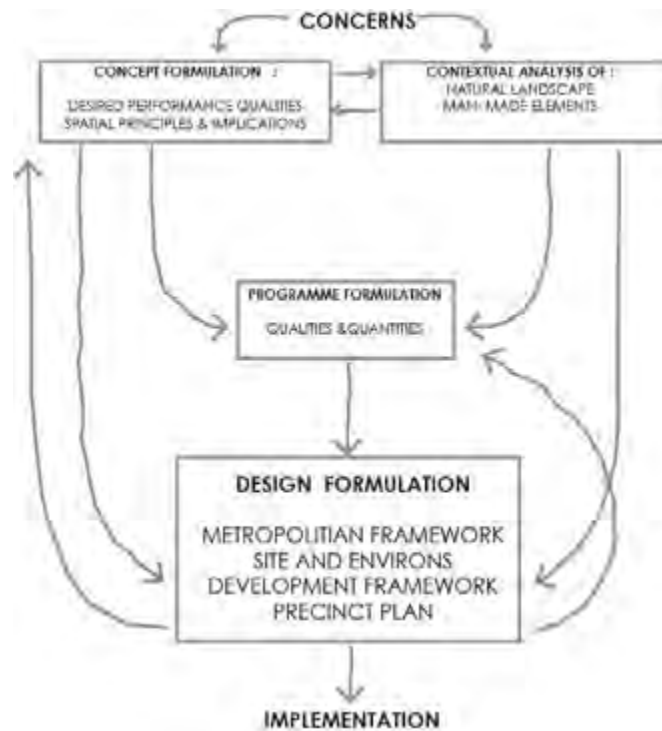 CONCERNS
CONCEPT FORMULATION :
DESIRED PERFORMANCE QUALITIES
SPATIAL PRINCIPLES & IMPLICATIONS
CONTEXTUAL ANALYSIS OF :
NATURAL LANDSCAPE
MAN- MADE ELEMENTS
PROGRAMME FORMULATION
QUALITIES &QUANTITIES
DESIGN FORMULATION
METROPOLITIAN FRAMEWORK
SITE AND ENVIRONS
DEVELOPMENT FRAMEWORK
PRECINCT PLAN
IMPLEMENTATION